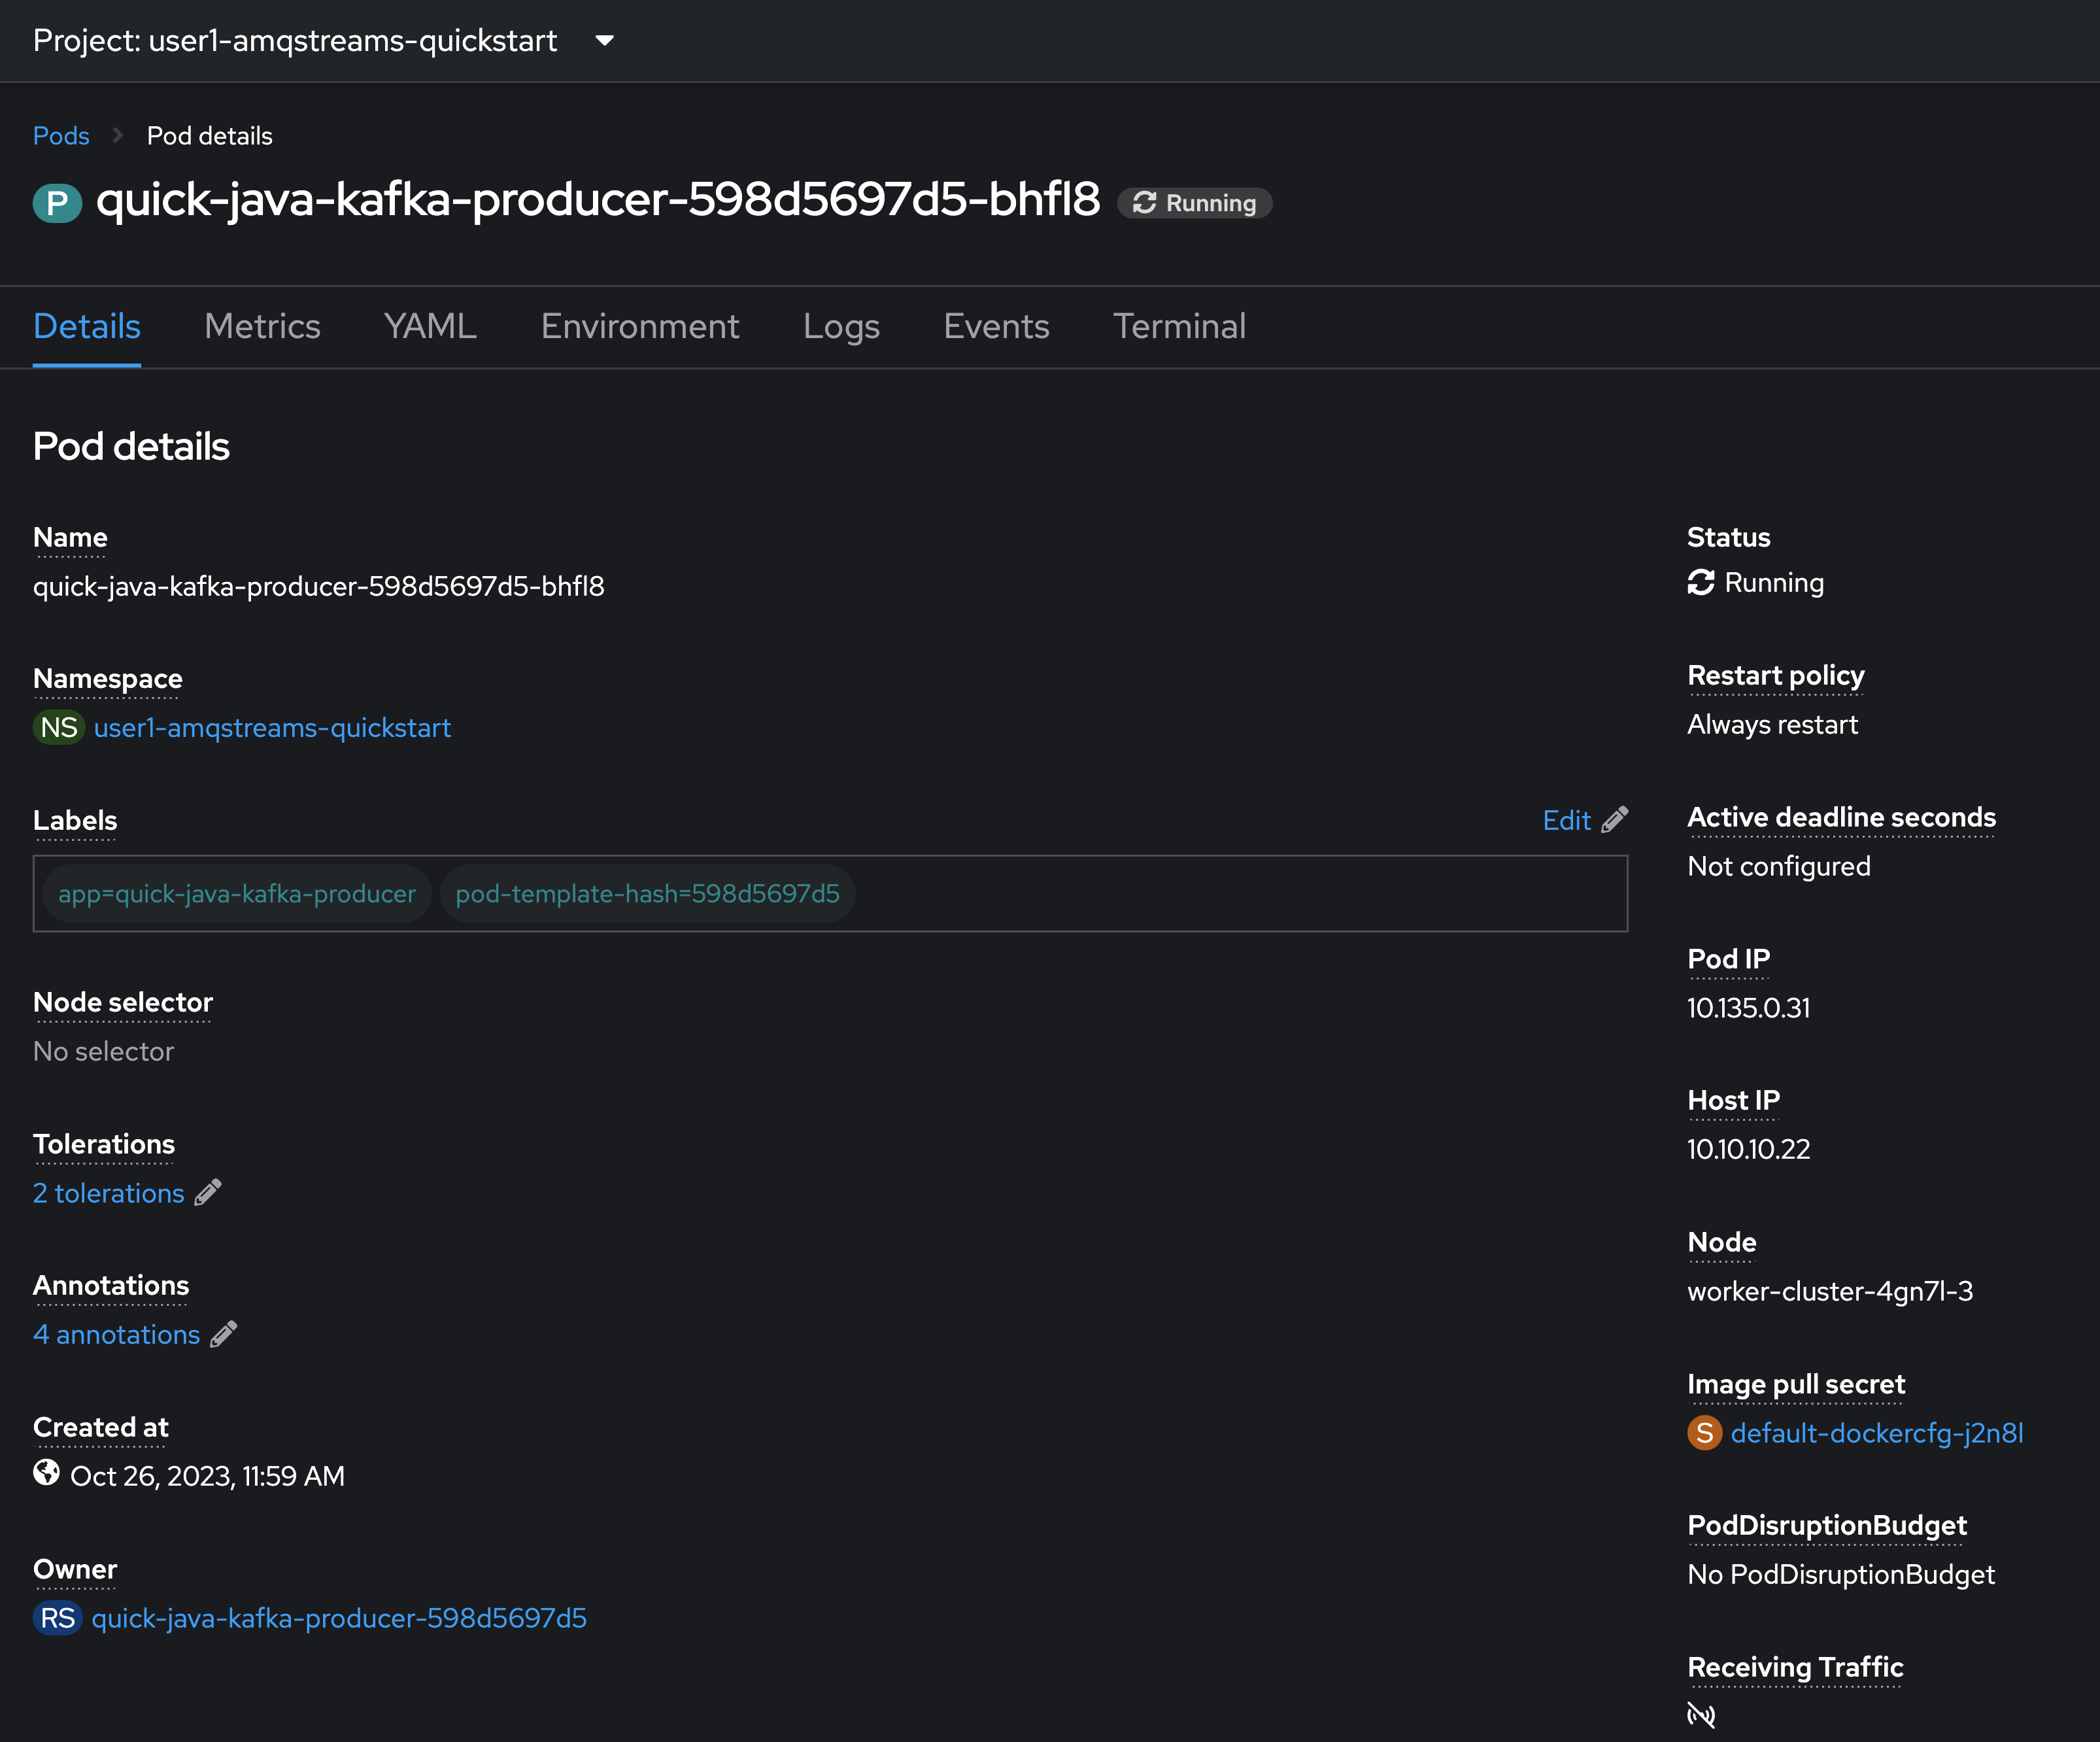 Project: user1-amqstreams-quickstart
Pods Pod details
P quick-java-kafka-producer-598d5697d5-bhfl8 Running
Details Metrics YAML Environment Logs Events Terminal
Pod details
Name
quick-java-kafka-producer-598d5697d5-bhfl8
Namespace
NS user1-amqstreams-quickstart
Labels Edit
app=quick-java-kafka-producer pod-template-hash=598d5697d5
Node selector
No selector
Tolerations
2 tolerations
Annotations
4 annotations
Created at
Oct 26, 2023, 11:59 AM
Owner
RS quick-java-kafka-producer-598d5697d5
Status
Running
Restart policy
Always restart
Active deadline seconds
Not configured
Pod IP
10.135.0.31
Host IP
10.10.10.22
Node
worker-cluster-4gn7l-3
Image pull secret
S default-dockercfg-j2n8l
PodDisruptionBudget
No PodDisruptionBudget
Receiving Traffic